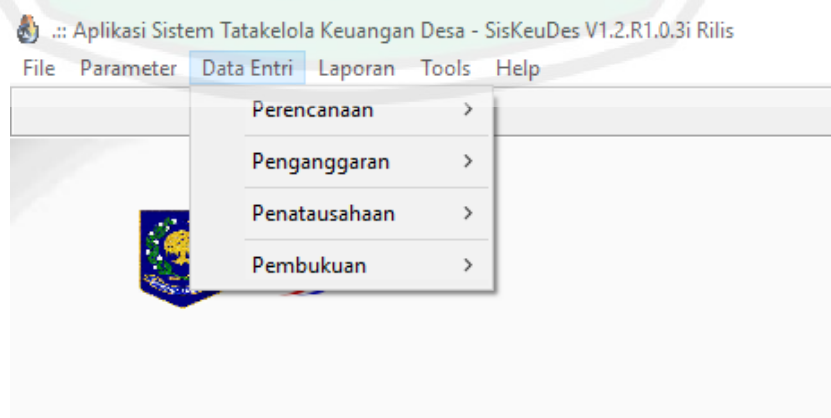 .:: Aplikasi Sistem Tatakelola Keuangan Desa - SisKeuDes V1.2.R1.0.3i Rilis
File Parameter Data Entri Laporan Tools Help
Perencanaan
Penganggaran
Penatausahaan
Pembukuan